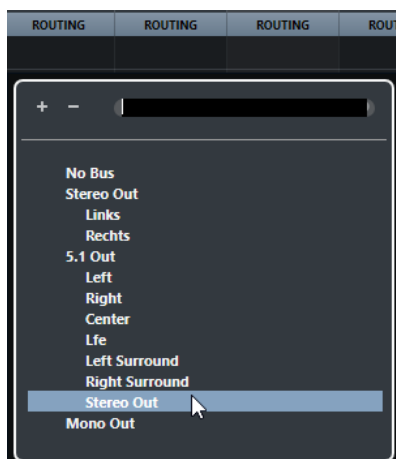 ROUTING ROUTING ROUTING ROU
+ −
No Bus
Stereo Out
Links
Rechts
5.1 Out
Left
Right
Center
Lfe
Left Surround
Right Surround
Stereo Out
Mono Out